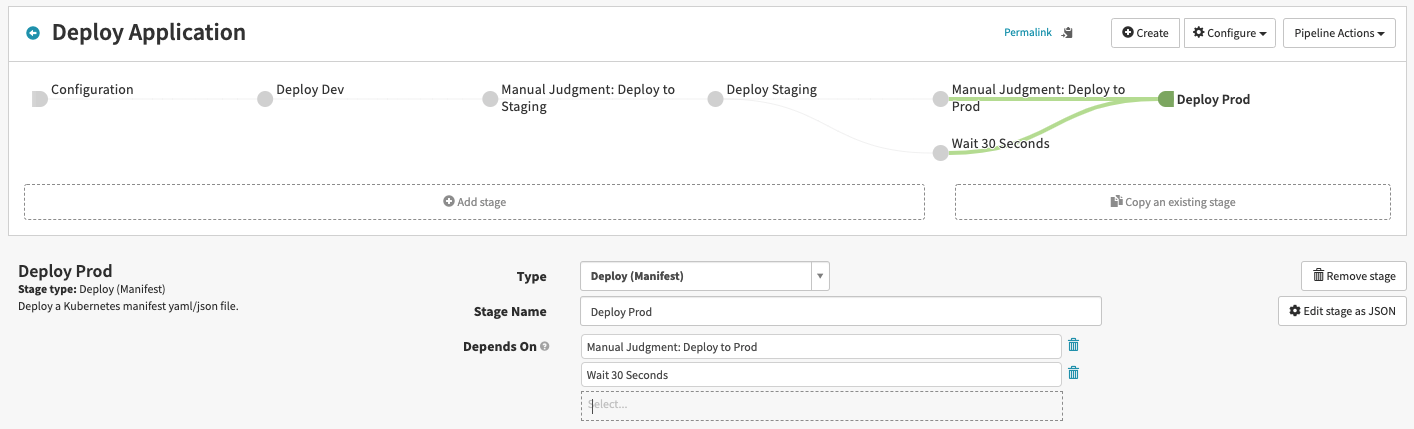 Deploy Application
Permalink
Create
Configure
Pipeline Actions
Configuration
Deploy Dev
Manual Judgment: Deploy to
Staging
Deploy Staging
Manual Judgment: Deploy to
Prod
Deploy Prod
Wait 30 Seconds
Add stage
Copy an existing stage
Deploy Prod
Stage type: Deploy (Manifest)
Deploy a Kubernetes manifest yaml/json file.
Type
Deploy (Manifest)
Remove stage
Stage Name
Deploy Prod
Edit stage as JSON
Depends On
Manual Judgment: Deploy to Prod
Wait 30 Seconds
Select...